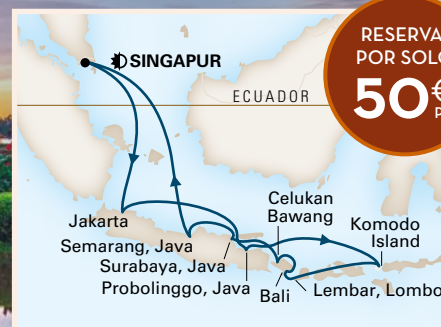 RESERVA
POR SOLO
50€
P
SINGAPUR
ECUADOR
Celukan
Bawang
Komodo
Island
Jakarta
Semarang, Java
Surabaya, Java
Probolinggo, Java
Bali
Lembar, Lombo